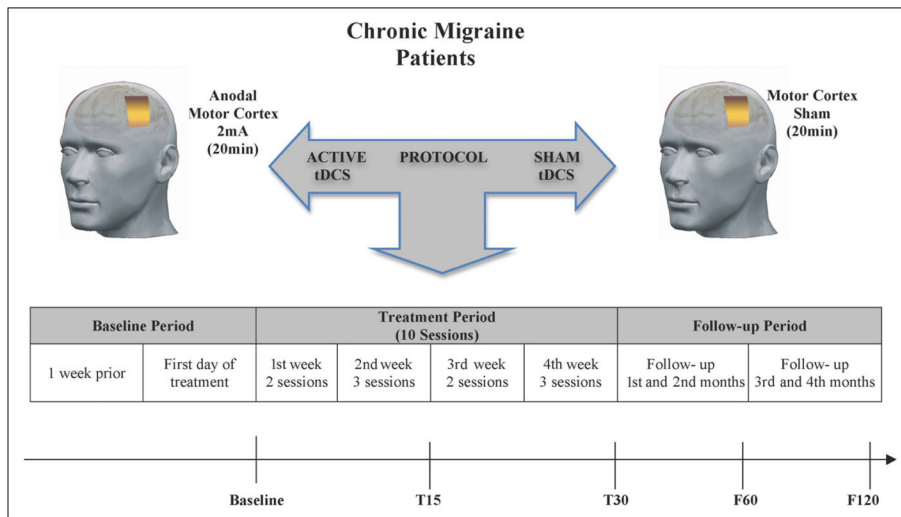 Chronic Migraine
Patients
Anodal
Motor Cortex
2mA
(20min)
Motor Cortex
Sham
(20min)
ACTIVE
tDCS
PROTOCOL
SHAM
tDCS
Baseline Period
Treatment Period
(10 Sessions)
Follow-up Period
1 week prior
First day of
treatment
1st week
2 sessions
2nd week
3 sessions
3rd week
2 sessions
4th week
3 sessions
Follow- up
1st and 2nd months
Follow- up
3rd and 4th months
Baseline
T15
T30
F60
F120